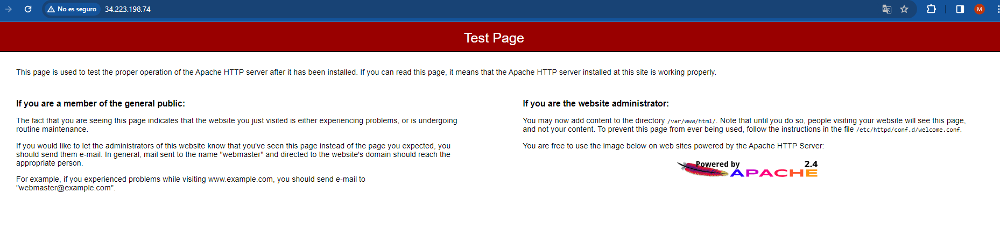 No es seguro 34.223.198.74 M
Test Page
This page is used to test the proper operation of the Apache HTTP server after it has been installed. If you can read this page, it means that the Apache HTTP server installed at this site is working properly.
If you are a member of the general public:
The fact that you are seeing this page indicates that the website you just visited is either experiencing problems, or is undergoing
routine maintenance.
If you would like to let the administrators of this website know that you've seen this page instead of the page you expected, you
should send them e-mail. In general, mail sent to the name "webmaster" and directed to the website's domain should reach the
appropriate person.
For example, if you experienced problems while visiting www.example.com, you should send e-mail to
"webmaster@example.com".
If you are the website administrator:
You may now add content to the directory /var/www/html/. Note that until you do so, people visiting your website will see this page,
and not your content. To prevent this page from ever being used, follow the instructions in the file /etc/httpd/conf.d/welcome.conf.
You are free to use the image below on web sites powered by the Apache HTTP Server:
Powered by 2.4
APACHE